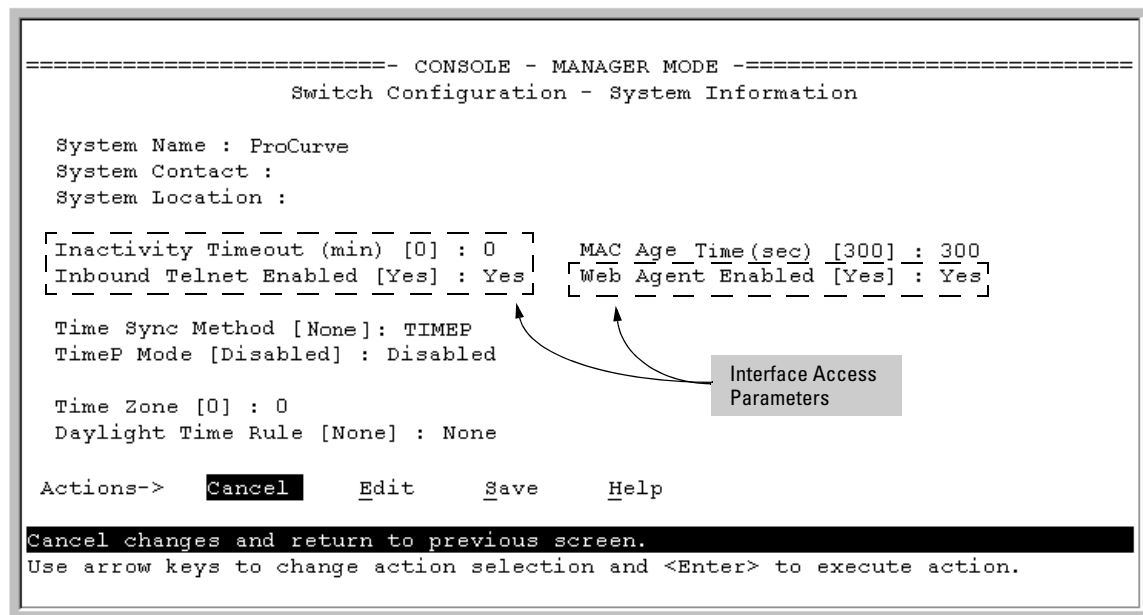 ==========================- CONSOLE - MANAGER MODE -============================
Switch Configuration - System Information
System Name : ProCurve
System Contact :
System Location :
Inactivity Timeout (min) [0] : 0 MAC Age Time(sec) [300] : 300
Inbound Telnet Enabled [Yes] : Yes Web Agent Enabled [Yes] : Yes
Time Sync Method [None]: TIMEP
TimeP Mode [Disabled] : Disabled
Interface Access
Parameters
Time Zone [0] : 0
Daylight Time Rule [None] : None
Actions-> Cancel Edit Save Help
Cancel changes and return to previous screen.
Use arrow keys to change action selection and <Enter> to execute action.